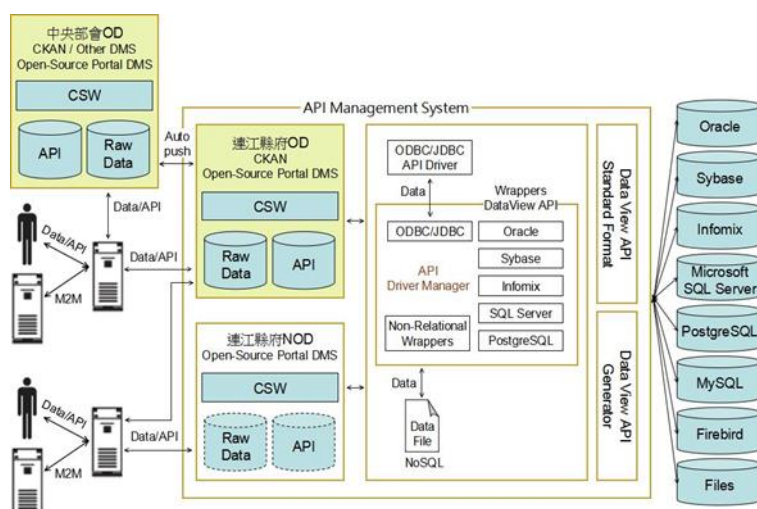 中央部會OD
CKAN / Other DMS
Open-Source Portal DMS
CSW
API
Raw
Data
Auto
push
Data/API
Data/API
M2M
Data/API
Data/API
M2M
Data/API
API Management System
連江縣府OD
CKAN
Open-Source Portal DMS
CSW
Raw
Data
API
連江縣府NOD
Open-Source Portal DMS
CSW
Raw
Data
API
ODBC/JDBC
API Driver
Data
Wrappers
DataView API
ODBC/JDBC
API
Driver Manager
Non-Relational
Wrappers
Oracle
Sybase
Infomix
SQL Server
PostgreSQL
Data
Data
File
NoSQL
Data View API
Standard Format
Data View API
Generator
Oracle
Sybase
Infomix
Microsoft
SQL Server
PostgreSQL
MySQL
Firebird
Files